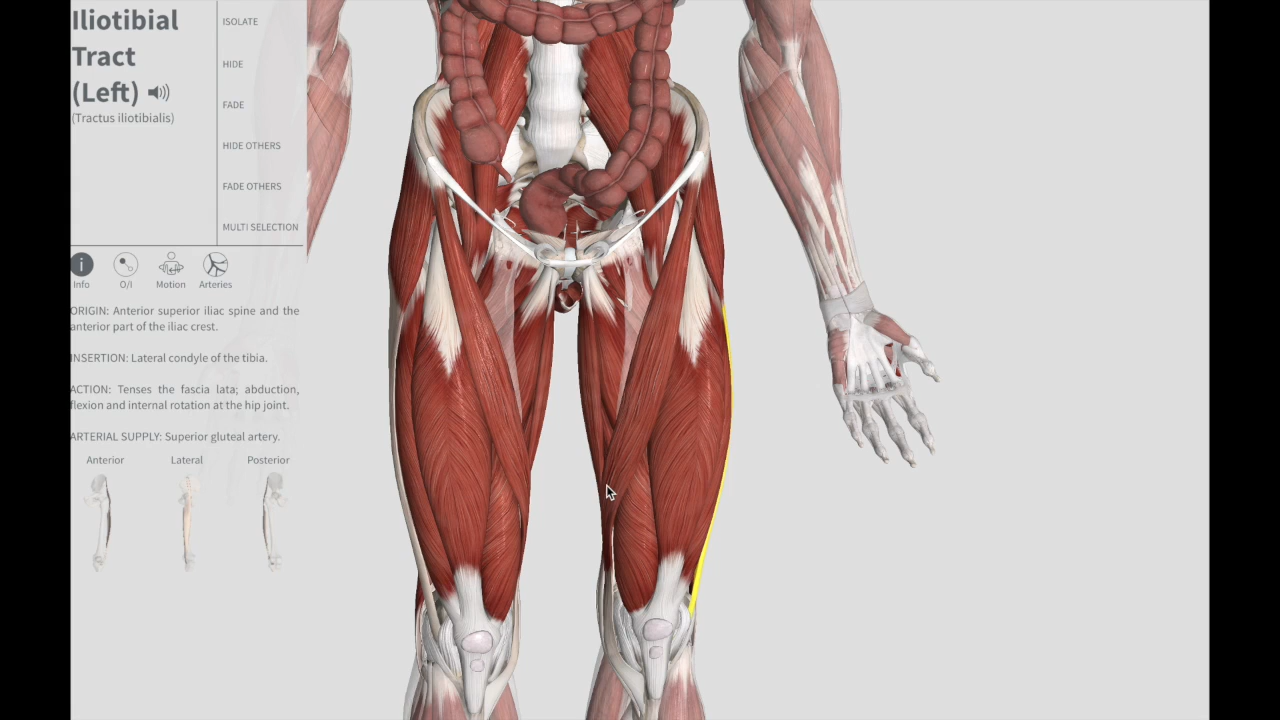 Iliotibial
Tract
(Left)
(Tractus iliotibialis)
ISOLATE
HIDE
FADE
HIDE OTHERS
FADE OTHERS
MULTI SELECTION
i
Info
O/I
Motion
Arteries
ORIGIN: Anterior superior iliac spine and the
anterior part of the iliac crest.
INSERTION: Lateral condyle of the tibia.
ACTION: Tenses the fascia lata; abduction,
flexion and internal rotation at the hip joint.
ARTERIAL SUPPLY: Superior gluteal artery.
Anterior
Lateral
Posterior